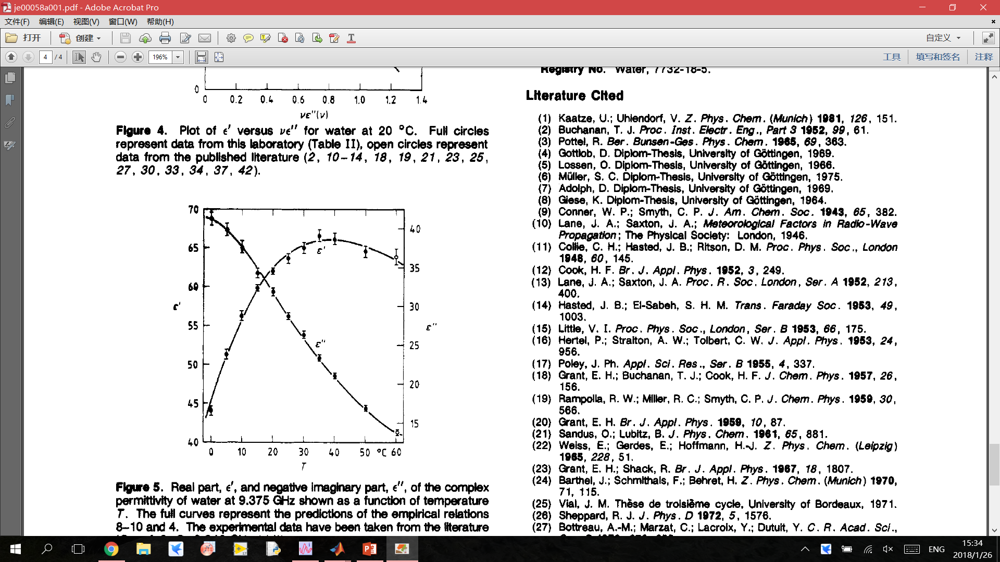 je00058a001.pdf - Adobe Acrobat Pro
文件(F) 编辑(E) 视图(V) 窗口(W) 帮助(H)
打开 创建 自定义
4 / 4 196% 工具 填写和签名 注释
0
0 0.2 0.4 0.6 0.8 1.0 1.2 1.4
νε''(ν)
Figure 4. Plot of ϵ' versus νϵ'' for water at 20 °C. Full circles
represent data from this laboratory (Table II), open circles represent
data from the published literature (2, 10–14, 18, 19, 21, 23, 25,
27, 30, 33, 34, 37, 42).
70
65
60
55
50
45
40
ε'
40
35
30
25
20
15
ε''
ε'
ε''
0 10 20 30 40 50 °C 60
T
Figure 5. Real part, ϵ', and negative imaginary part, ϵ'', of the complex
permittivity of water at 9.375 GHz shown as a function of temperature
T. The full curves represent the predictions of the empirical relations
8–10 and 4. The experimental data have been taken from the literature
Registry No. Water, 7732-18-5.
Literature Cited
(1) Kaatze, U.; Uhlendorf, V. Z. Phys. Chem. (Munich) 1981, 126, 151.
(2) Buchanan, T. J. Proc. Inst. Electr. Eng., Part 3 1952, 99, 61.
(3) Pottel, R. Ber. Bunsen-Ges. Phys. Chem. 1965, 69, 363.
(4) Gottlob, D. Diplom-Thesis, University of Göttingen, 1969.
(5) Lossen, O. Diplom-Thesis, University of Göttingen, 1966.
(6) Müller, S. C. Diplom-Thesis, University of Göttingen, 1975.
(7) Adolph, D. Diplom-Thesis, University of Göttingen, 1969.
(8) Giese, K. Diplom-Thesis, University of Göttingen, 1964.
(9) Conner, W. P.; Smyth, C. P. J. Am. Chem. Soc. 1943, 65, 382.
(10) Lane, J. A.; Saxton, J. A.; Meteorological Factors in Radio-Wave
Propagation; The Physical Society: London, 1946.
(11) Collie, C. H.; Hasted, J. B.; Ritson, D. M. Proc. Phys. Soc., London
1948, 60, 145.
(12) Cook, H. F. Br. J. Appl. Phys. 1952, 3, 249.
(13) Lane, J. A.; Saxton, J. A. Proc. R. Soc. London, Ser. A 1952, 213,
400.
(14) Hasted, J. B.; El-Sabeh, S. H. M. Trans. Faraday Soc. 1953, 49,
1003.
(15) Little, V. I. Proc. Phys. Soc., London, Ser. B 1953, 66, 175.
(16) Hertel, P.; Straiton, A. W.; Tolbert, C. W. J. Appl. Phys. 1953, 24,
956.
(17) Poley, J. Ph. Appl. Sci. Res., Ser. B 1955, 4, 337.
(18) Grant, E. H.; Buchanan, T. J.; Cook, H. F. J. Chem. Phys. 1957, 26,
156.
(19) Rampolla, R. W.; Miller, R. C.; Smyth, C. P. J. Chem. Phys. 1959, 30,
566.
(20) Grant, E. H. Br. J. Appl. Phys. 1959, 10, 87.
(21) Sandus, O.; Lubitz, B. J. Phys. Chem. 1961, 65, 881.
(22) Weiss, E.; Gerdes, E.; Hoffmann, H.-J. Z. Phys. Chem. (Leipzig)
1965, 228, 51.
(23) Grant, E. H.; Shack, R. Br. J. Appl. Phys. 1967, 18, 1807.
(24) Barthel, J.; Schmithals, F.; Behret, H. Z. Phys. Chem. (Munich) 1970,
71, 115.
(25) Vial, J. M. Thèse de troisième cycle, University of Bordeaux, 1971.
(26) Sheppard, R. J. J. Phys. D 1972, 5, 1576.
(27) Bottreau, A.-M.; Marzat, C.; Lacroix, Y.; Dutuit, Y. C. R. Acad. Sci.,
ENG
15:34
2018/1/26